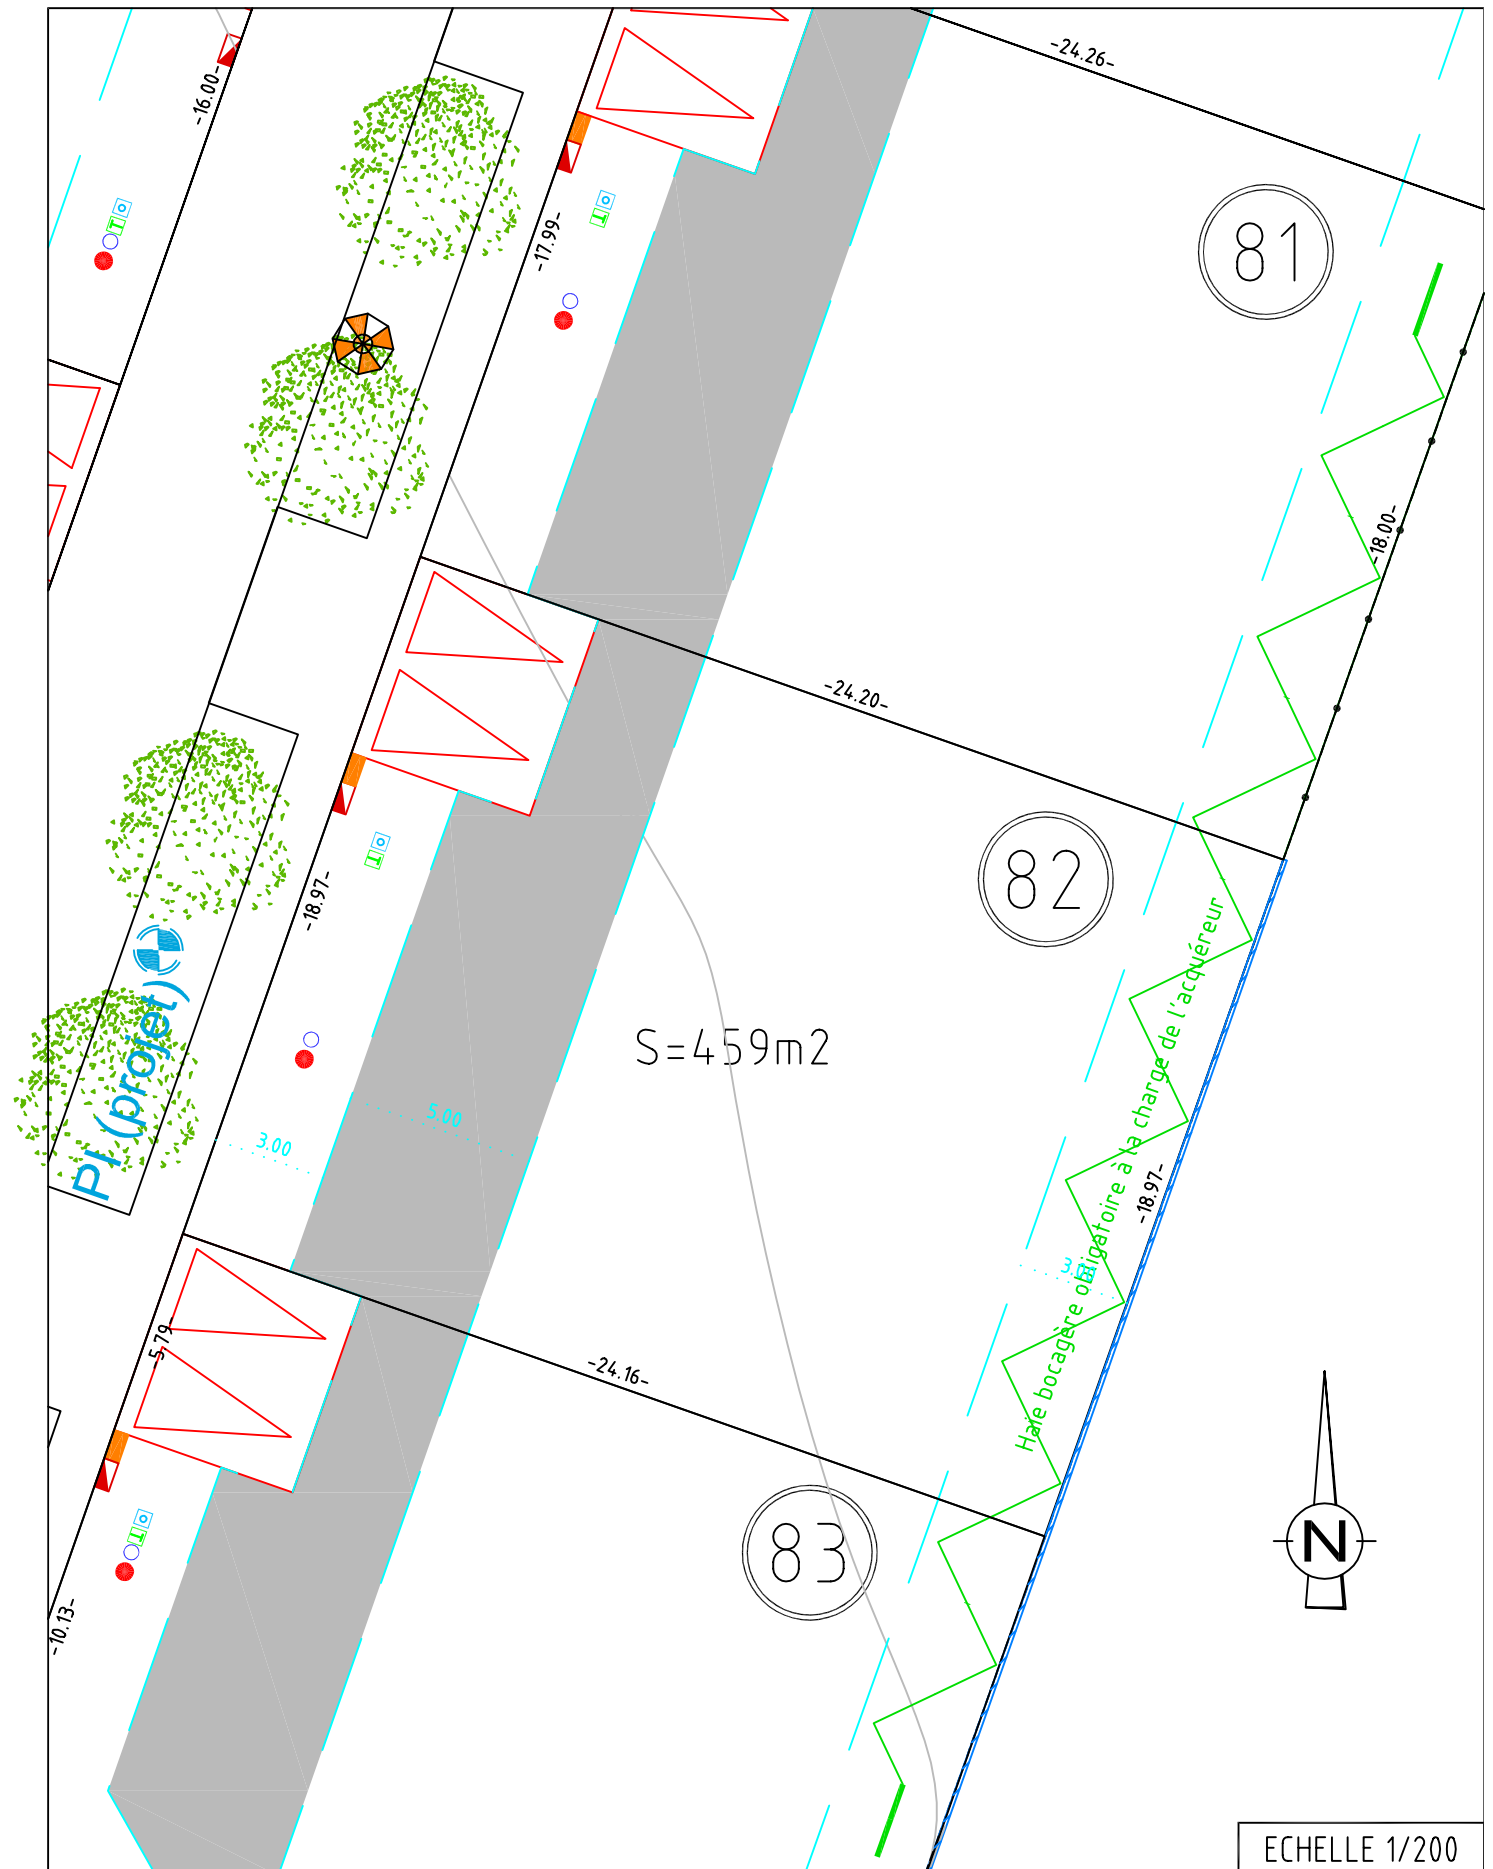 -24.26-
-16.00-
T
81
T
-17.99-
-18.00-
-24.20-
82
T
-18.97-
Haie bocagère obligatoire à la charge de l'acquéreur
PI (projet)
S=459m2
5.00
3.00
-18.97-
3.00
-5.79-
-24.16-
83
T
N
-10.13-
ECHELLE 1/200